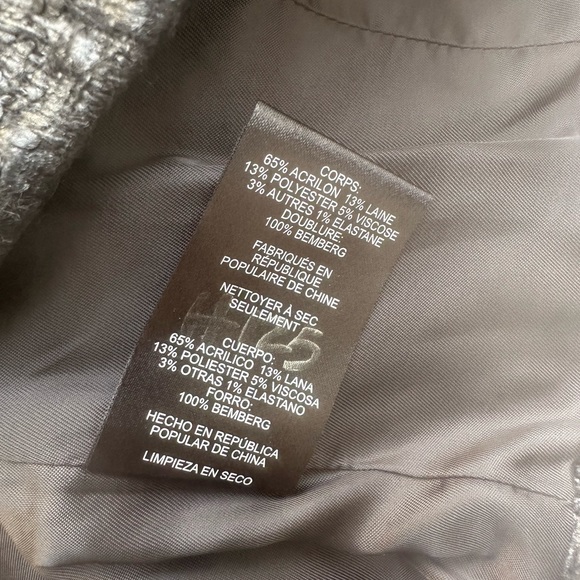 CORPS:
65% ACRILON 13% LAINE
13% POLYESTER 5% VISCOSE
3% AUTRES 1% ELASTANE
DOUBLURE:
100% BEMBERG
FABRIQUÉS EN
RÉPUBLIQUE
POPULAIRE DE CHINE
NETTOYER À SEC
SEULEMENT
CUERPO:
65% ACRILICO 13% LANA
13% POLIESTER 5% VISCOSA
3% OTRAS 1% ELASTANO
FORRO:
100% BEMBERG
HECHO EN REPÚBLICA
POPULAR DE CHINA
LIMPIEZA EN SECO